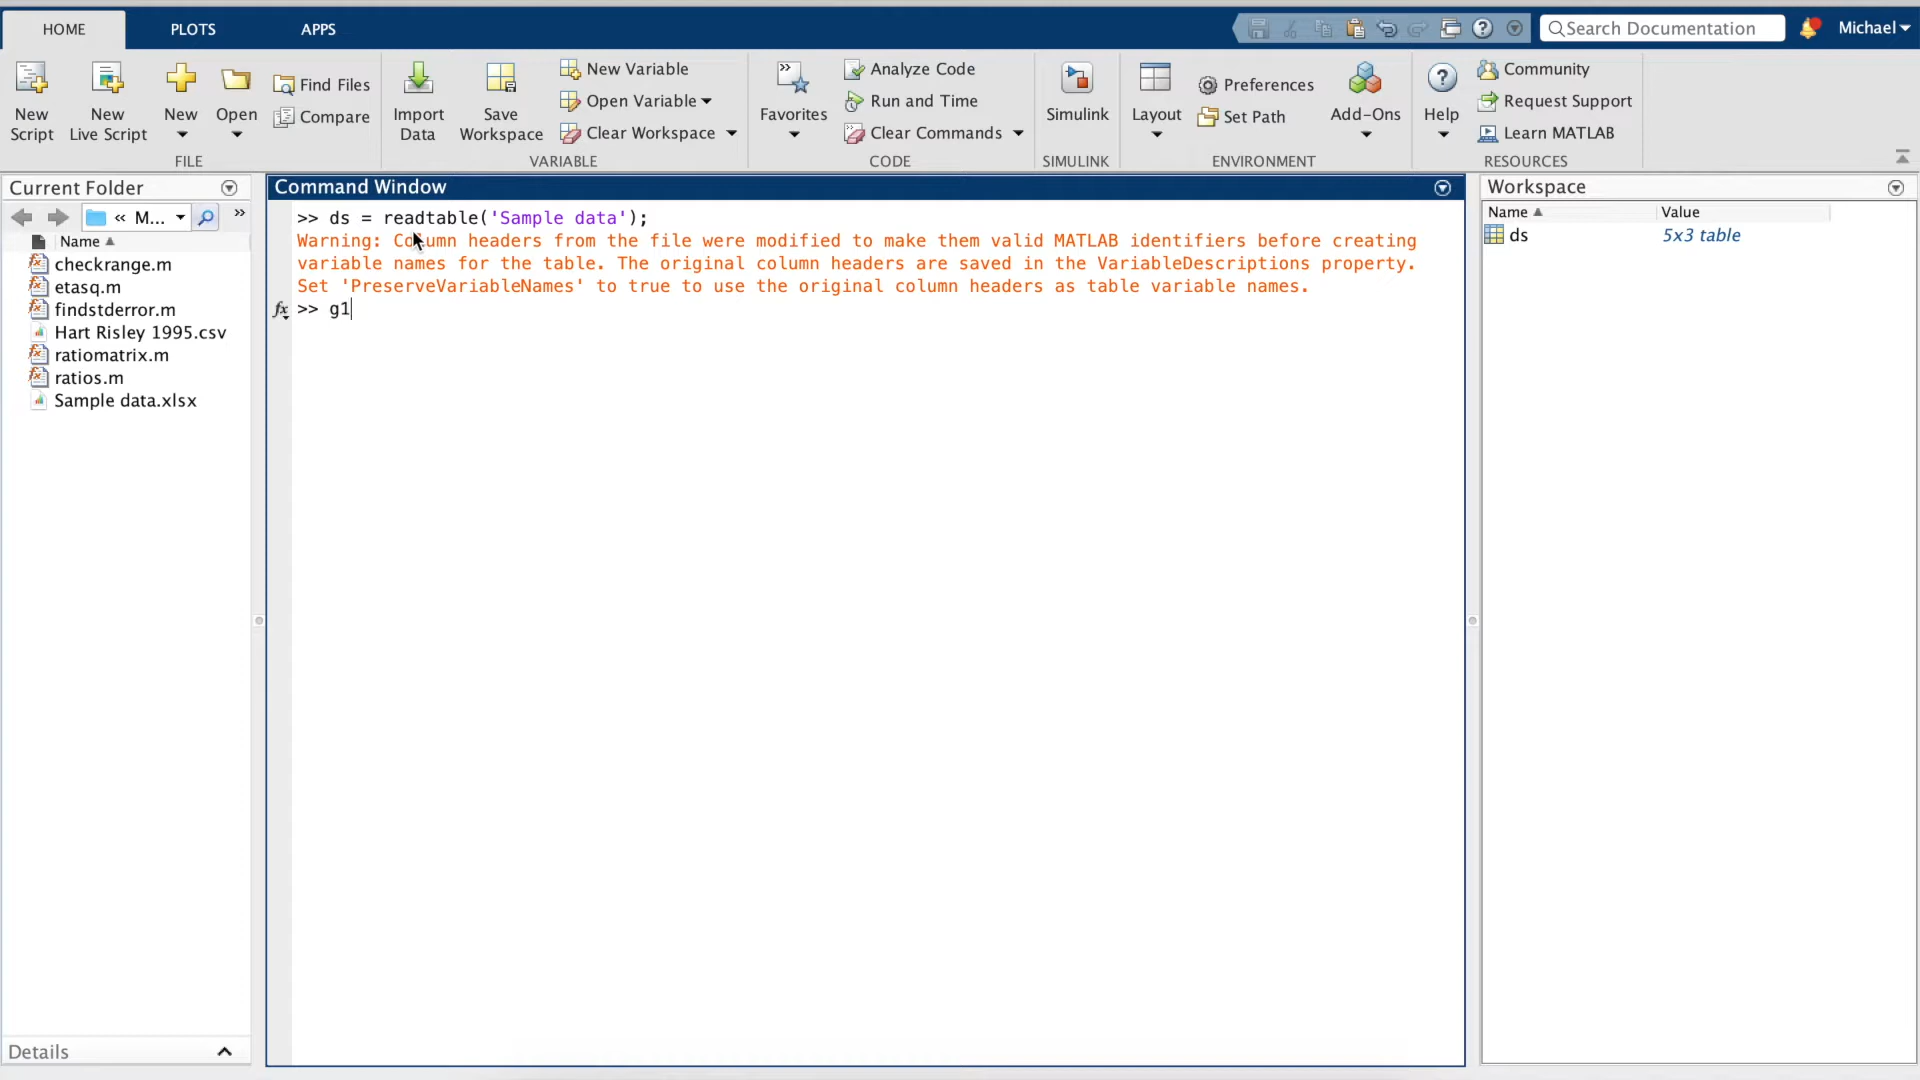 HOME PLOTS APPS
Search Documentation Michael
New Script
New Live Script
New
Open
Find Files
Compare
FILE
Import Data
Save Workspace
New Variable
Open Variable
Clear Workspace
VARIABLE
Favorites
Analyze Code
Run and Time
Clear Commands
CODE
Simulink
SIMULINK
Layout
Preferences
Set Path
Add-Ons
ENVIRONMENT
Help
Community
Request Support
Learn MATLAB
RESOURCES
Current Folder
« M... »
Name
checkrange.m
etasq.m
findstderror.m
Hart Risley 1995.csv
ratiomatrix.m
ratios.m
Sample data.xlsx
Details
Command Window
>> ds = readtable('Sample data');
Warning: Column headers from the file were modified to make them valid MATLAB identifiers before creating
variable names for the table. The original column headers are saved in the VariableDescriptions property.
Set 'PreserveVariableNames' to true to use the original column headers as table variable names.
fx >> g1
Workspace
Name Value
ds 5x3 table